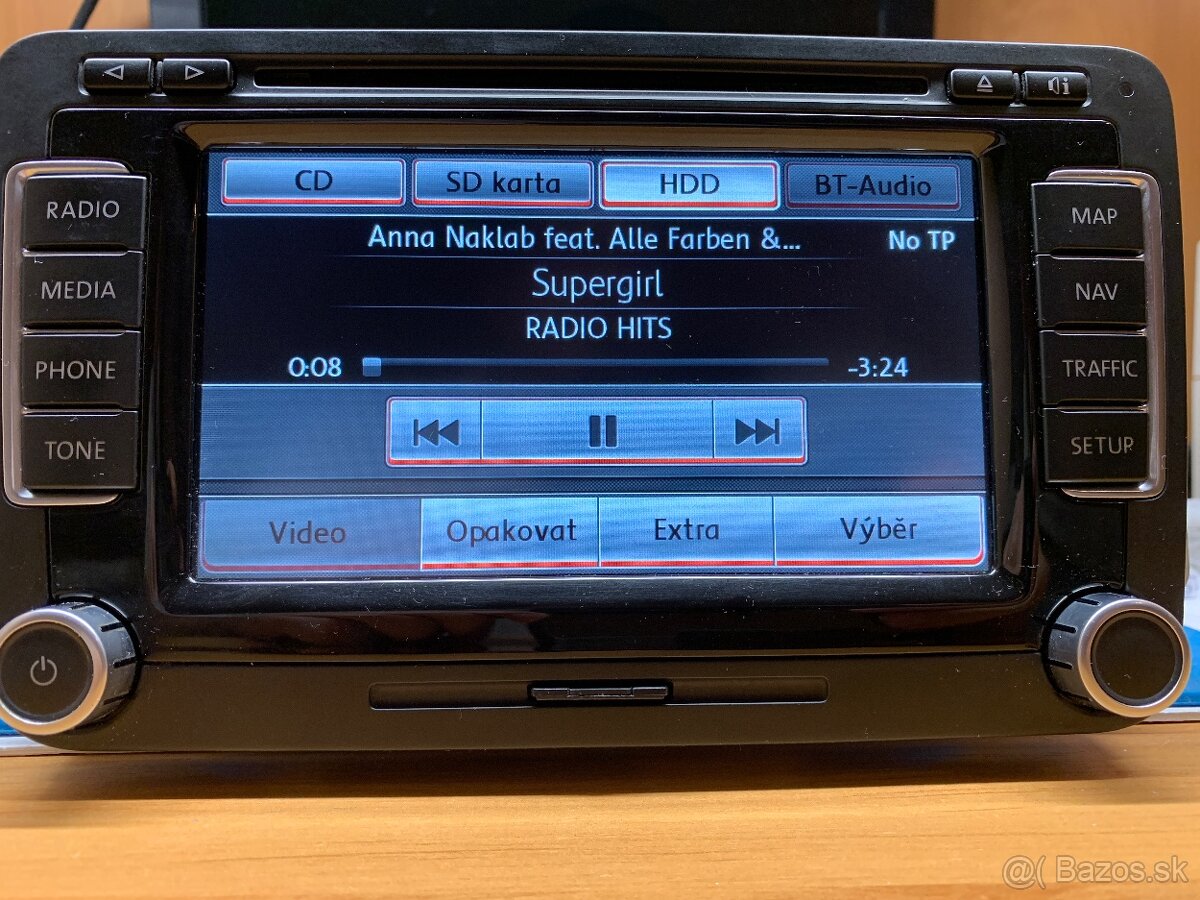 CD SD karta HDD BT-Audio
Anna Naklab feat. Alle Farben &... No TP
Supergirl
RADIO HITS
0:08 -3:24
Video Opakovat Extra Výběr
RADIO
MEDIA
PHONE
TONE
MAP
NAV
TRAFFIC
SETUP
@( Bazos.sk